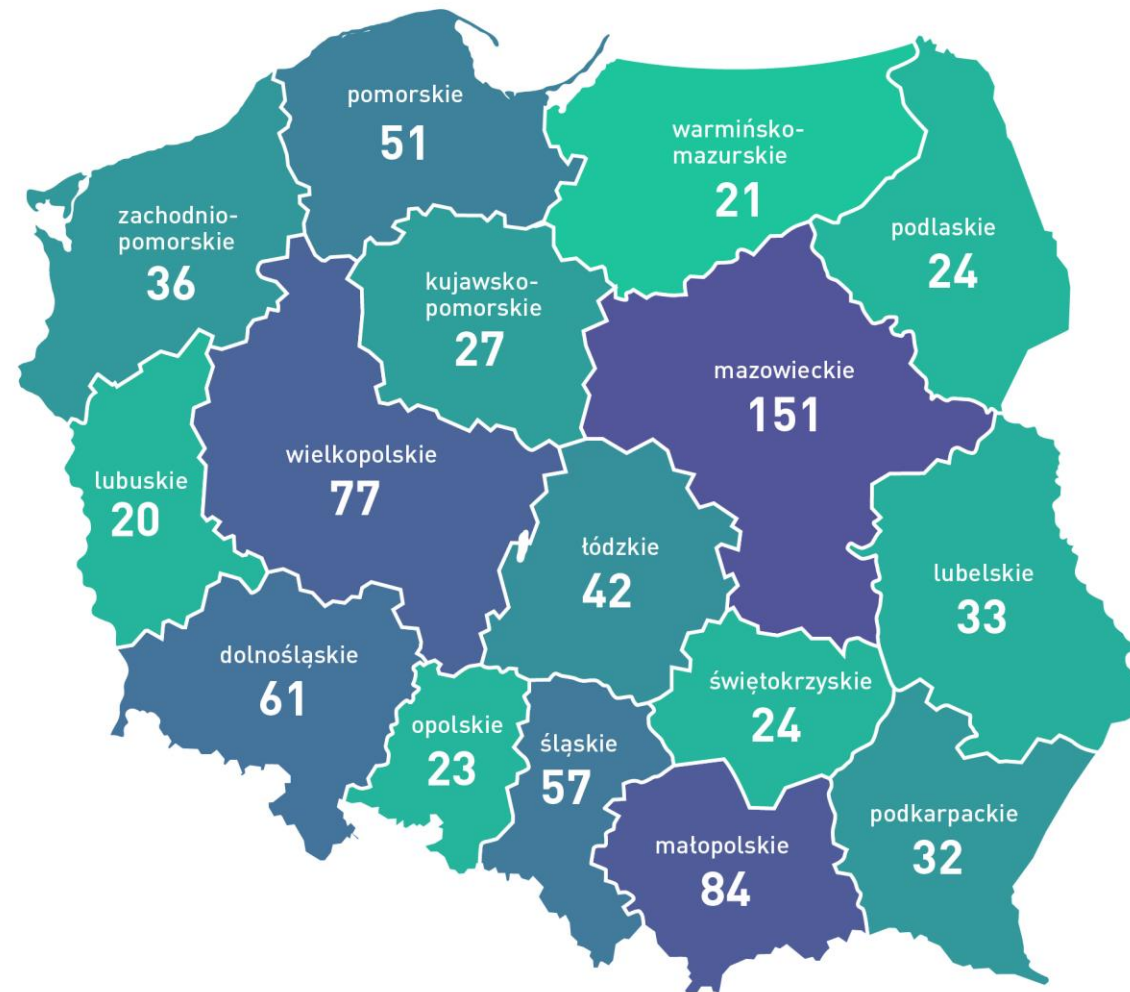 pomorskie
51
warmińsko-
mazurskie
21
zachodnio-
pomorskie
36
podlaskie
24
kujawsko-
pomorskie
27
mazowieckie
151
wielkopolskie
77
lubuskie
20
łódzkie
42
lubelskie
33
dolnośląskie
61
świętokrzyskie
24
opolskie
23
śląskie
57
podkarpackie
32
małopolskie
84